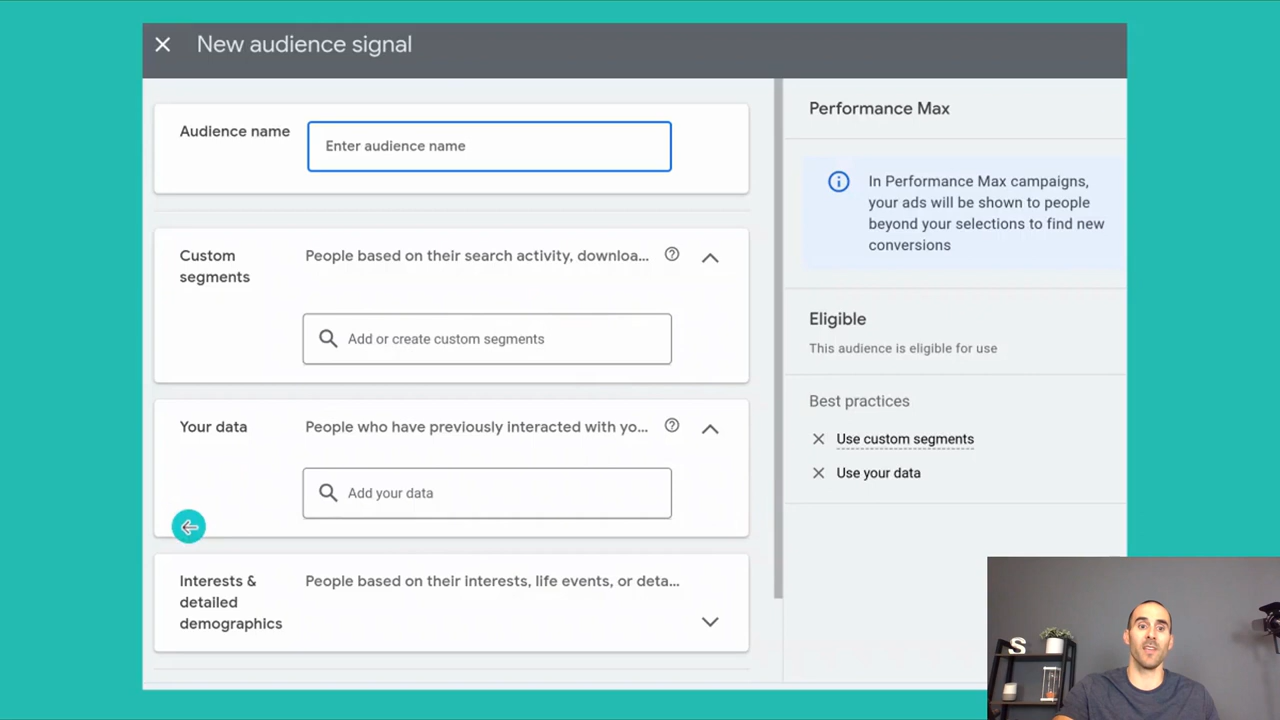 New audience signal
Audience name
Enter audience name
Custom
segments
People based on their search activity, downloa...
Add or create custom segments
Your data
People who have previously interacted with yo...
Add your data
Interests &
detailed
demographics
People based on their interests, life events, or deta...
Performance Max
In Performance Max campaigns,
your ads will be shown to people
beyond your selections to find new
conversions
Eligible
This audience is eligible for use
Best practices
Use custom segments
Use your data
S